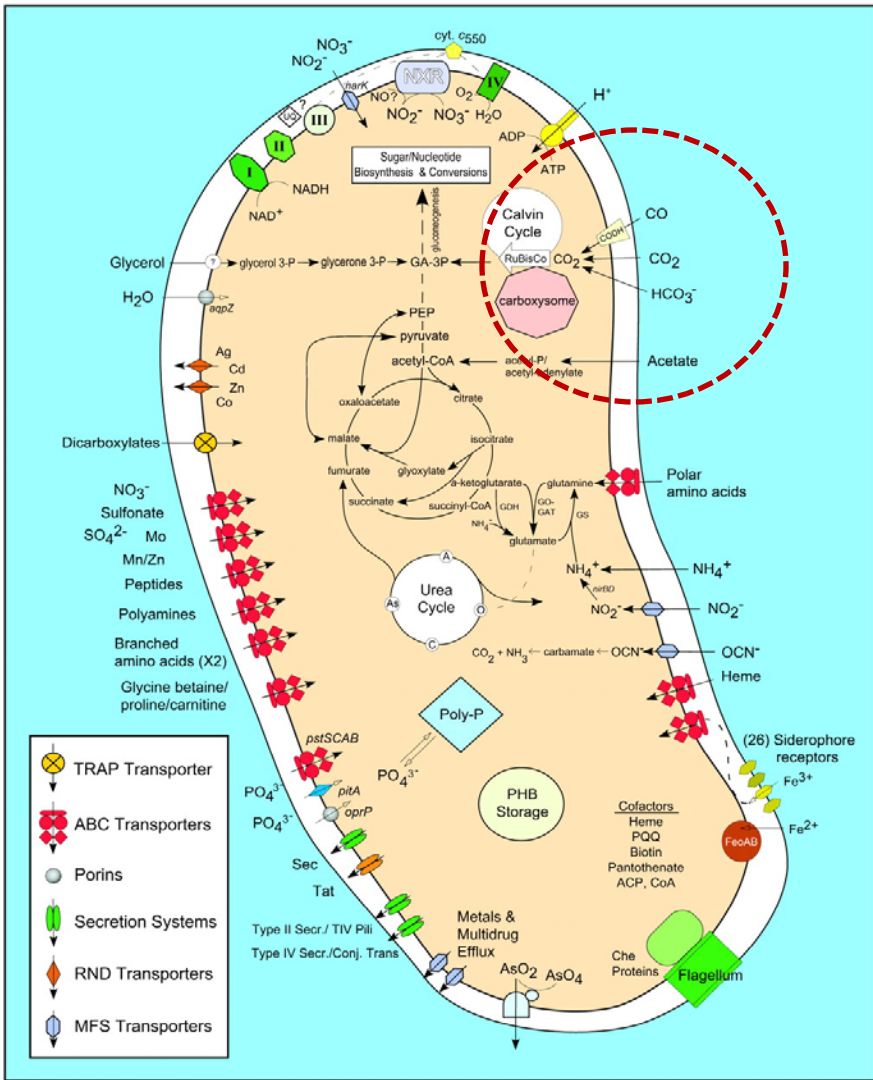 cyt. c550
NO3-
NO2-
narK
NXR
NO?
NO2-
NO3-
O2
IV
H2O
H+
ADP
ATP
uq
?
III
II
I
NADH
NAD+
Sugar/Nucleotide
Biosynthesis & Conversions
gluconeogenesis
Calvin
Cycle
RuBisCo
CO2
carboxysome
CODH
CO
CO2
HCO3-
Glycerol
?
glycerol 3-P
glycerone 3-P
GA-3P
H2O
aqpZ
PEP
pyruvate
acetyl-CoA
acetyl-P/
acetyl-adenylate
Acetate
Ag
Cd
Zn
Co
oxaloacetate
citrate
malate
isocitrate
fumurate
glyoxylate
succinate
succinyl-CoA
a-ketoglutarate
glutamine
GDH
GO-
GAT
GS
NH4-
glutamate
Dicarboxylates
Polar
amino acids
NO3-
Sulfonate
SO42- Mo
Mn/Zn
Peptides
Polyamines
Branched
amino acids (X2)
Glycine betaine/
proline/carnitine
Urea
Cycle
A
As
O
C
NH4+
NH4+
nirBD
NO2-
NO2-
CO2 + NH3
carbamate
OCN-
OCN-
Heme
Poly-P
PO43-
pstSCAB
PO43-
pitA
PO43-
oprP
PHB
Storage
Cofactors
Heme
PQQ
Biotin
Pantothenate
ACP, CoA
(26) Siderophore
receptors
Fe3+
Fe2+
FeoAB
Sec
Tat
Type II Secr./ TIV Pili
Type IV Secr./Conj. Trans
Metals &
Multidrug
Efflux
AsO2
AsO4
Che
Proteins
Flagellum
TRAP Transporter
ABC Transporters
Porins
Secretion Systems
RND Transporters
MFS Transporters